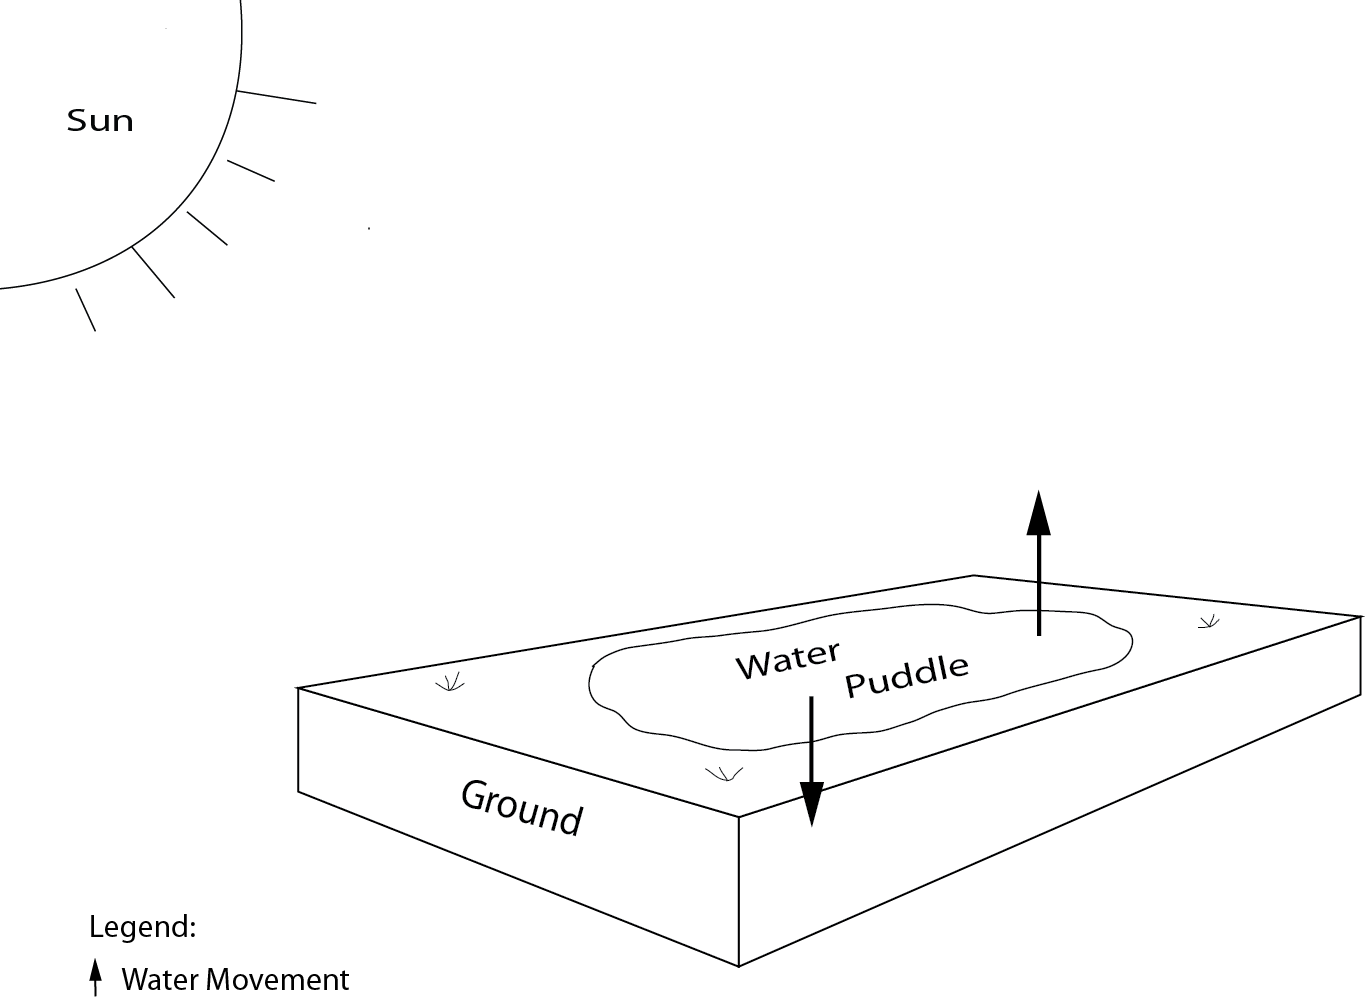 Sun
Water
Puddle
Ground
Legend:
Water Movement